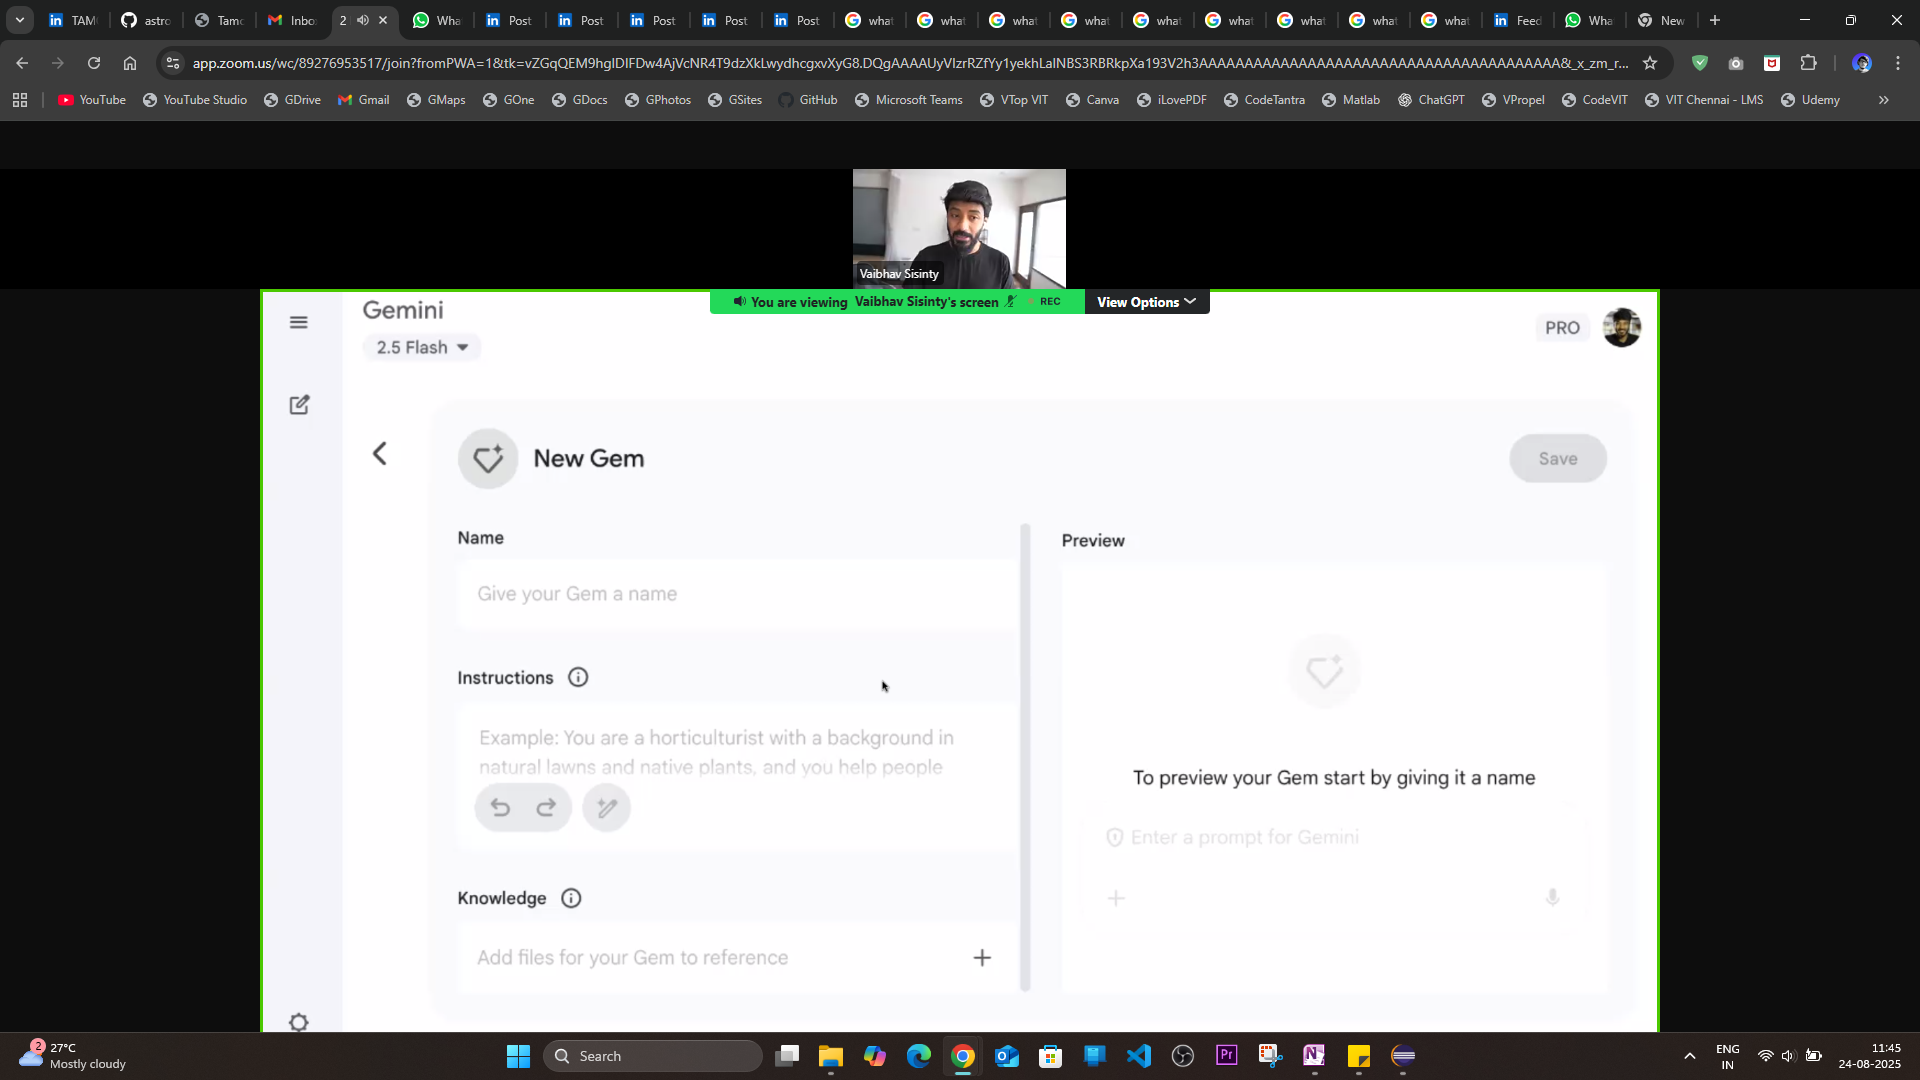 TAM
astro
Tamo
Inbo
2
Wha
Post
Post
Post
Post
Post
what
what
what
what
what
what
what
what
what
Feed
Wha
New
app.zoom.us/wc/89276953517/join?fromPWA=1&tk=
YouTube
YouTube Studio
GDrive
Gmail
GMaps
GOne
GDocs
GPhotos
GSites
GitHub
Microsoft Teams
VTop VIT
Canva
iLovePDF
CodeTantra
Matlab
ChatGPT
VPropel
CodeVIT
VIT Chennai - LMS
Udemy
Vaibhav Sisinty
You are viewing Vaibhav Sisinty's screen
REC
View Options
Gemini
PRO
2.5 Flash
New Gem
Save
Name
Preview
Give your Gem a name
Instructions
Example: You are a horticulturist with a background in
natural lawns and native plants, and you help people
To preview your Gem start by giving it a name
Enter a prompt for Gemini
Knowledge
Add files for your Gem to reference
2
27°C
Mostly cloudy
Search
Pr
ENG
IN
11:45
24-08-2025